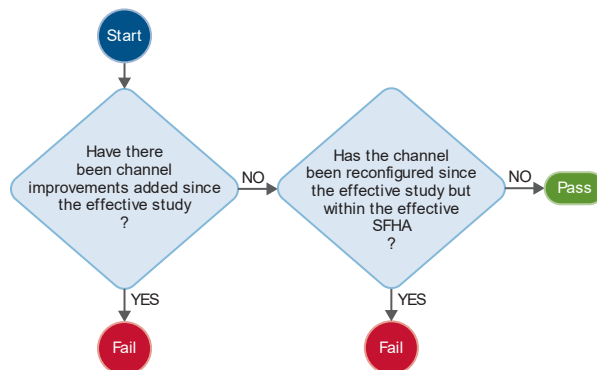 Start
Have there
been channel
improvements added since
the effective study
?
NO
Has the channel
been reconfigured since
the effective study but
within the effective
SFHA
?
NO
Pass
YES
YES
Fail
Fail